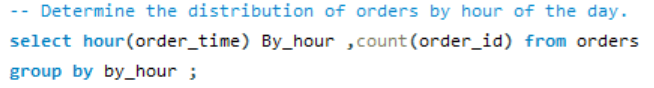 -- Determine the distribution of orders by hour of the day.
select hour(order_time) By_hour ,count(order_id) from orders
group by by_hour ;